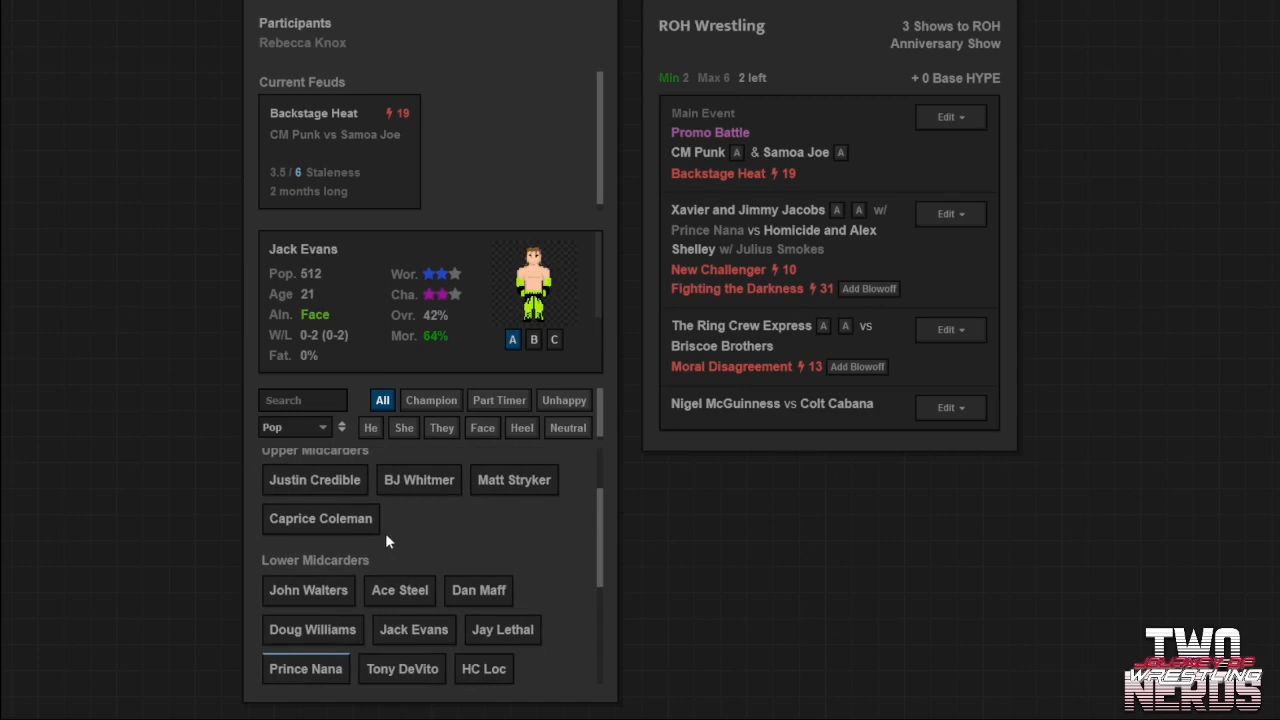 Participants
Rebecca Knox
Current Feuds
Backstage Heat 19
CM Punk vs Samoa Joe
3.5 / 6 Staleness
2 months long
Jack Evans
Pop. 512
Age 21
Aln. Face
W/L 0-2 (0-2)
Fat. 0%
Wor.
Cha.
Ovr. 42%
Mor. 64%
A B C
Search
All Champion Part Timer Unhappy
Pop
He She They Face Heel Neutral
Upper Midcarders
Justin Credible BJ Whitmer Matt Stryker
Caprice Coleman
Lower Midcarders
John Walters Ace Steel Dan Maff
Doug Williams Jack Evans Jay Lethal
Prince Nana Tony DeVito HC Loc
ROH Wrestling
3 Shows to ROH
Anniversary Show
Min 2 Max 6 2 left
+ 0 Base HYPE
Main Event
Edit
Promo Battle
CM Punk A & Samoa Joe A
Backstage Heat 19
Xavier and Jimmy Jacobs A A w/
Edit
Prince Nana vs Homicide and Alex
Shelley w/ Julius Smokes
New Challenger 10
Fighting the Darkness 31 Add Blowoff
The Ring Crew Express A A vs
Edit
Briscoe Brothers
Moral Disagreement 13 Add Blowoff
Nigel McGuinness vs Colt Cabana
Edit
TWO
JOURNEY OF
WRESTLING
NERDS